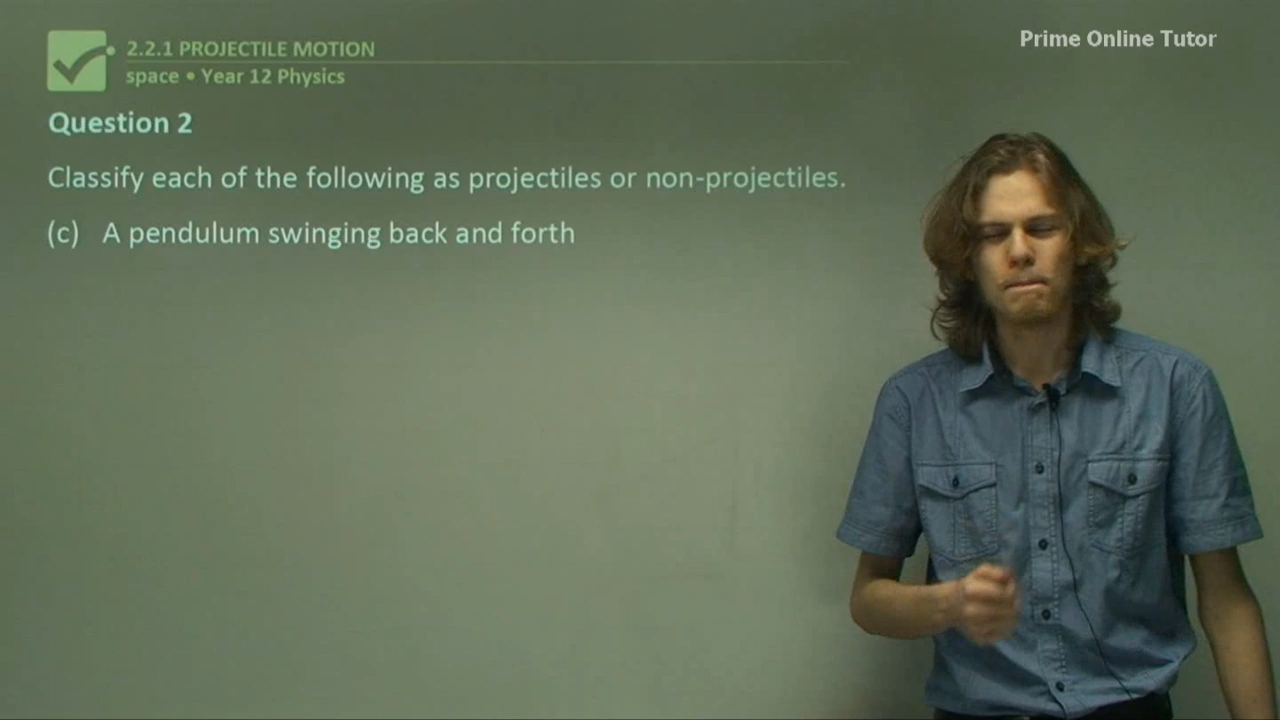 2.2.1 PROJECTILE MOTION
Prime Online Tutor
space • Year 12 Physics
Question 2
Classify each of the following as projectiles or non-projectiles.
(c) A pendulum swinging back and forth